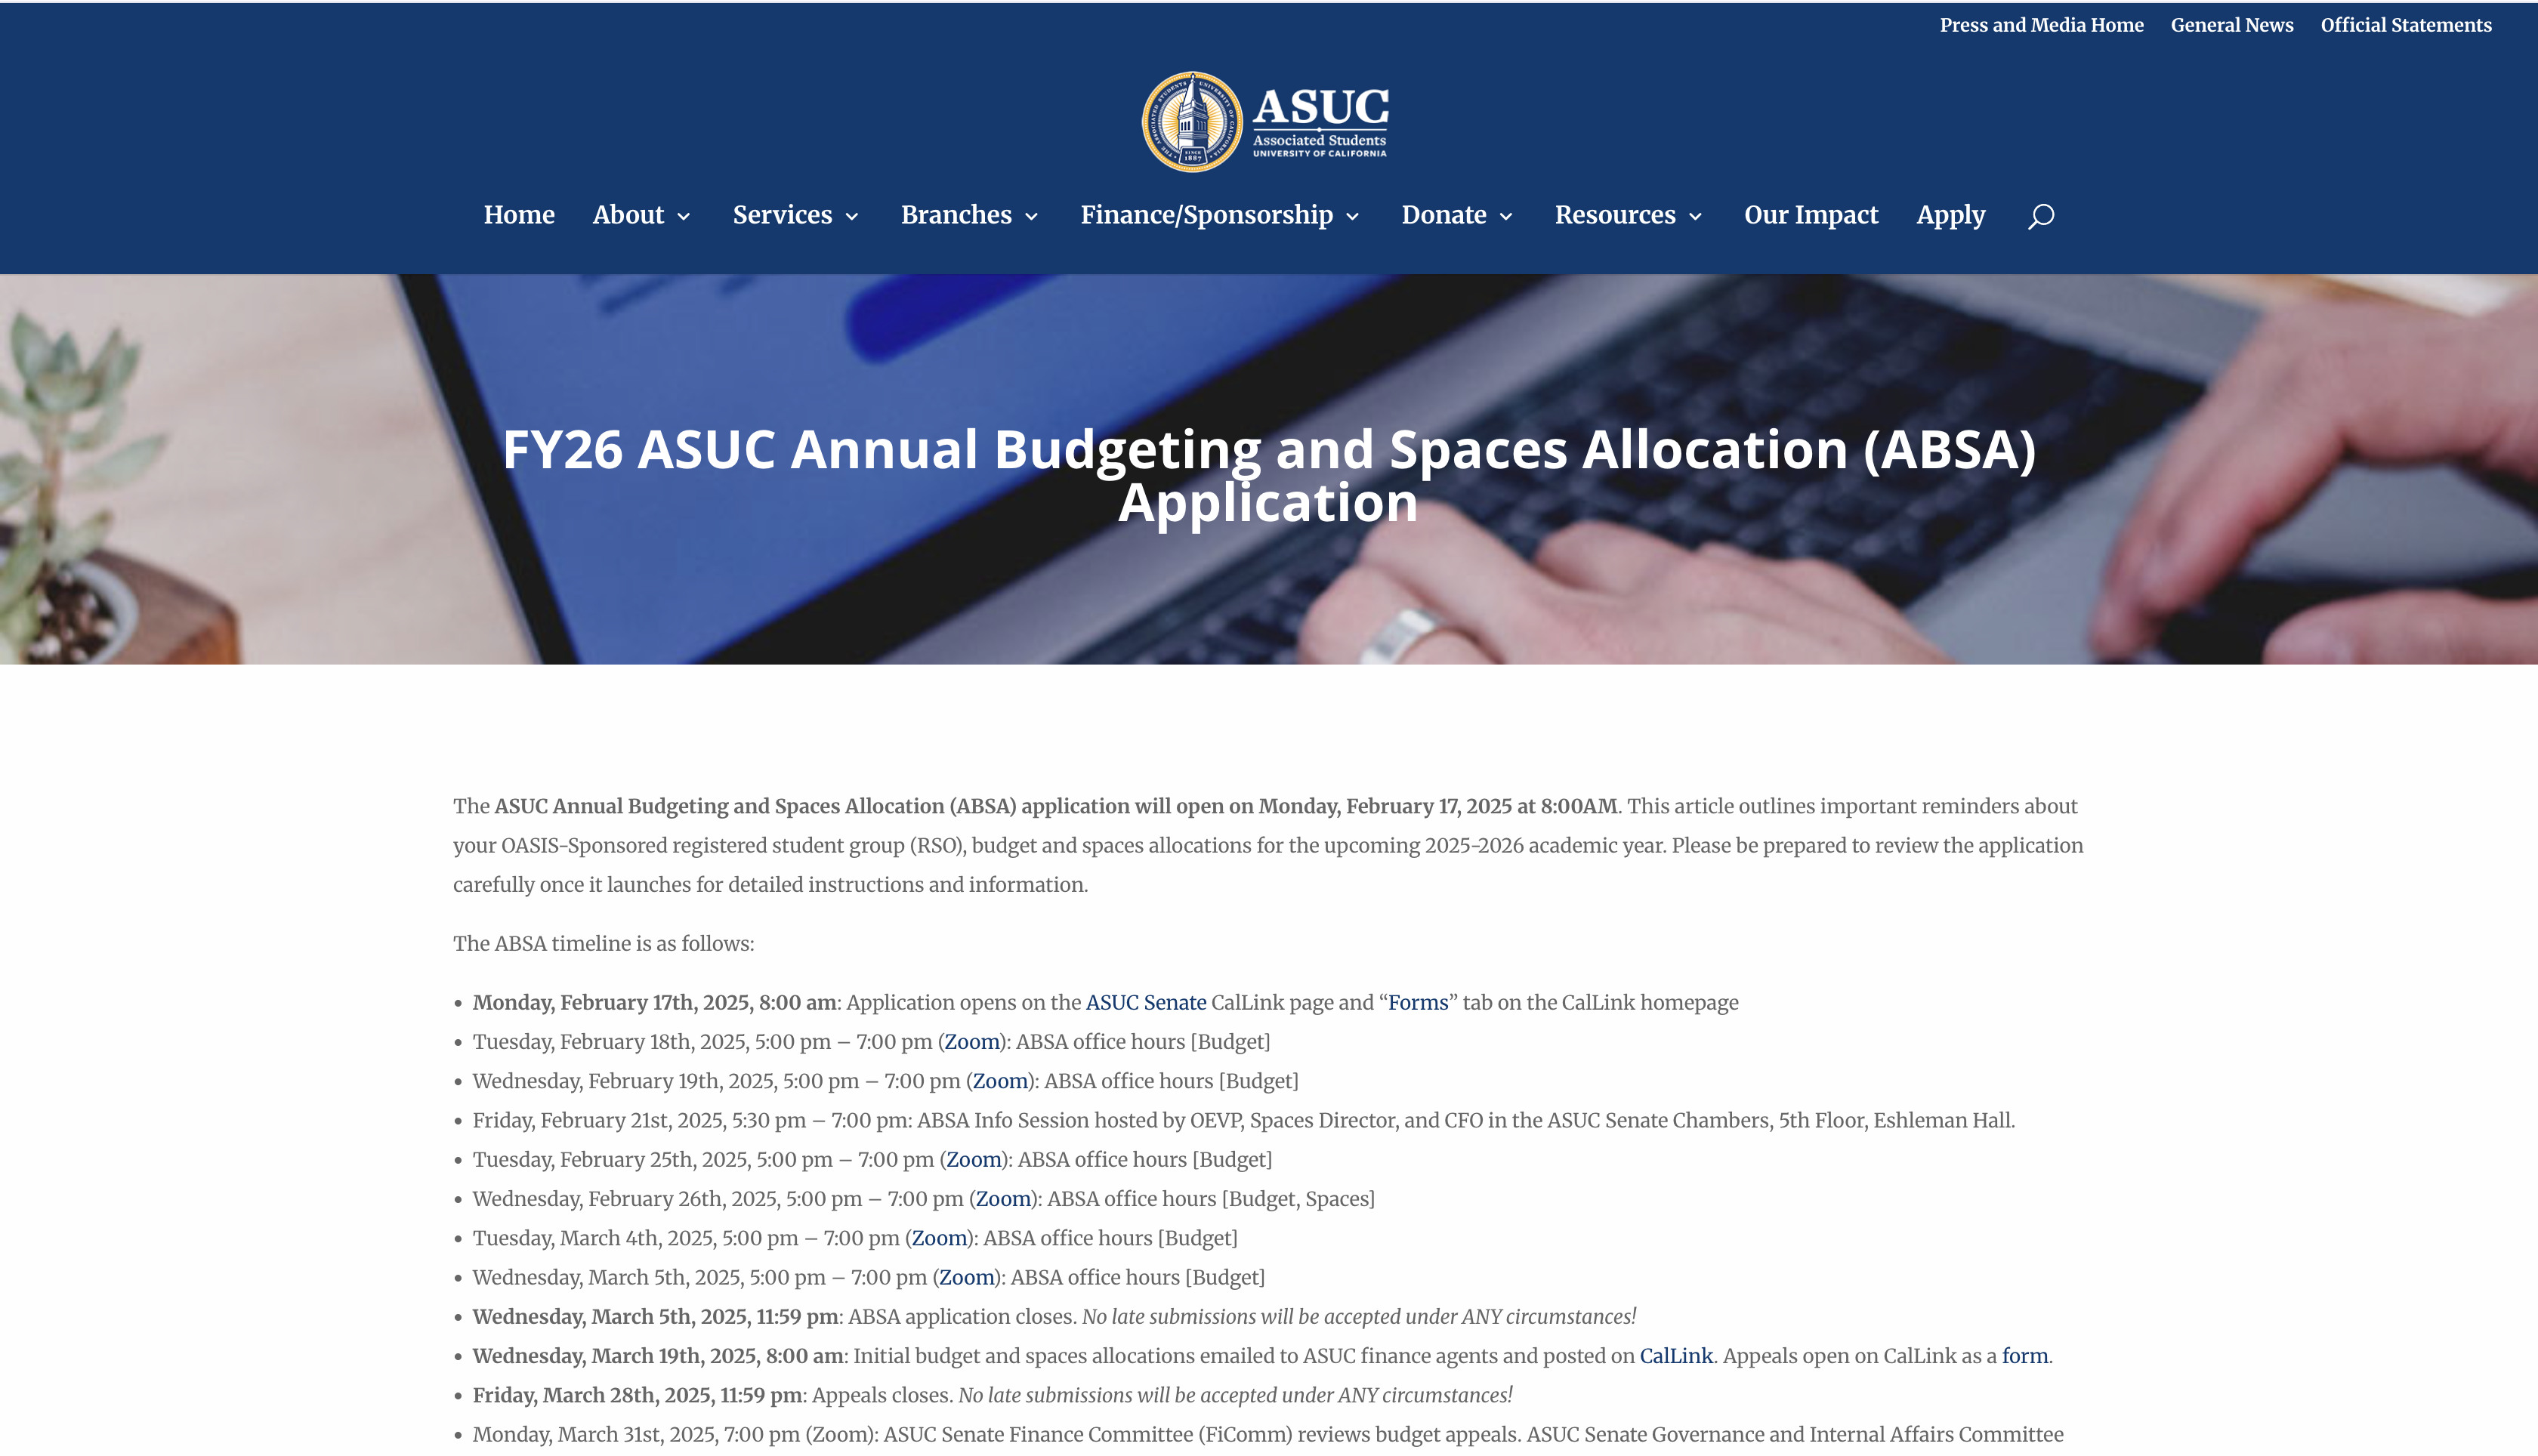 Press and Media Home General News Official Statements
ASUC
Associated Students
UNIVERSITY OF CALIFORNIA
THE ASSOCIATED STUDENTS UNIVERSITY OF CALIFORNIA
SINCE
1887
Home About Services Branches Finance/Sponsorship Donate Resources Our Impact Apply
FY26 ASUC Annual Budgeting and Spaces Allocation (ABSA)
Application
The ASUC Annual Budgeting and Spaces Allocation (ABSA) application will open on Monday, February 17, 2025 at 8:00AM. This article outlines important reminders about
your OASIS-Sponsored registered student group (RSO), budget and spaces allocations for the upcoming 2025-2026 academic year. Please be prepared to review the application
carefully once it launches for detailed instructions and information.
The ABSA timeline is as follows:
• Monday, February 17th, 2025, 8:00 am: Application opens on the ASUC Senate CalLink page and “Forms” tab on the CalLink homepage
• Tuesday, February 18th, 2025, 5:00 pm – 7:00 pm (Zoom): ABSA office hours [Budget]
• Wednesday, February 19th, 2025, 5:00 pm – 7:00 pm (Zoom): ABSA office hours [Budget]
• Friday, February 21st, 2025, 5:30 pm – 7:00 pm: ABSA Info Session hosted by OEVP, Spaces Director, and CFO in the ASUC Senate Chambers, 5th Floor, Eshleman Hall.
• Tuesday, February 25th, 2025, 5:00 pm – 7:00 pm (Zoom): ABSA office hours [Budget]
• Wednesday, February 26th, 2025, 5:00 pm – 7:00 pm (Zoom): ABSA office hours [Budget, Spaces]
• Tuesday, March 4th, 2025, 5:00 pm – 7:00 pm (Zoom): ABSA office hours [Budget]
• Wednesday, March 5th, 2025, 5:00 pm – 7:00 pm (Zoom): ABSA office hours [Budget]
• Wednesday, March 5th, 2025, 11:59 pm: ABSA application closes. No late submissions will be accepted under ANY circumstances!
• Wednesday, March 19th, 2025, 8:00 am: Initial budget and spaces allocations emailed to ASUC finance agents and posted on CalLink. Appeals open on CalLink as a form.
• Friday, March 28th, 2025, 11:59 pm: Appeals closes. No late submissions will be accepted under ANY circumstances!
• Monday, March 31st, 2025, 7:00 pm (Zoom): ASUC Senate Finance Committee (FiComm) reviews budget appeals. ASUC Senate Governance and Internal Affairs Committee